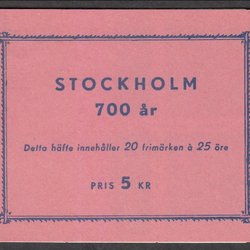 STOCKHOLM
700 år
Detta häfte innehåller 20 frimärken à 25 öre
PRIS 5 KR